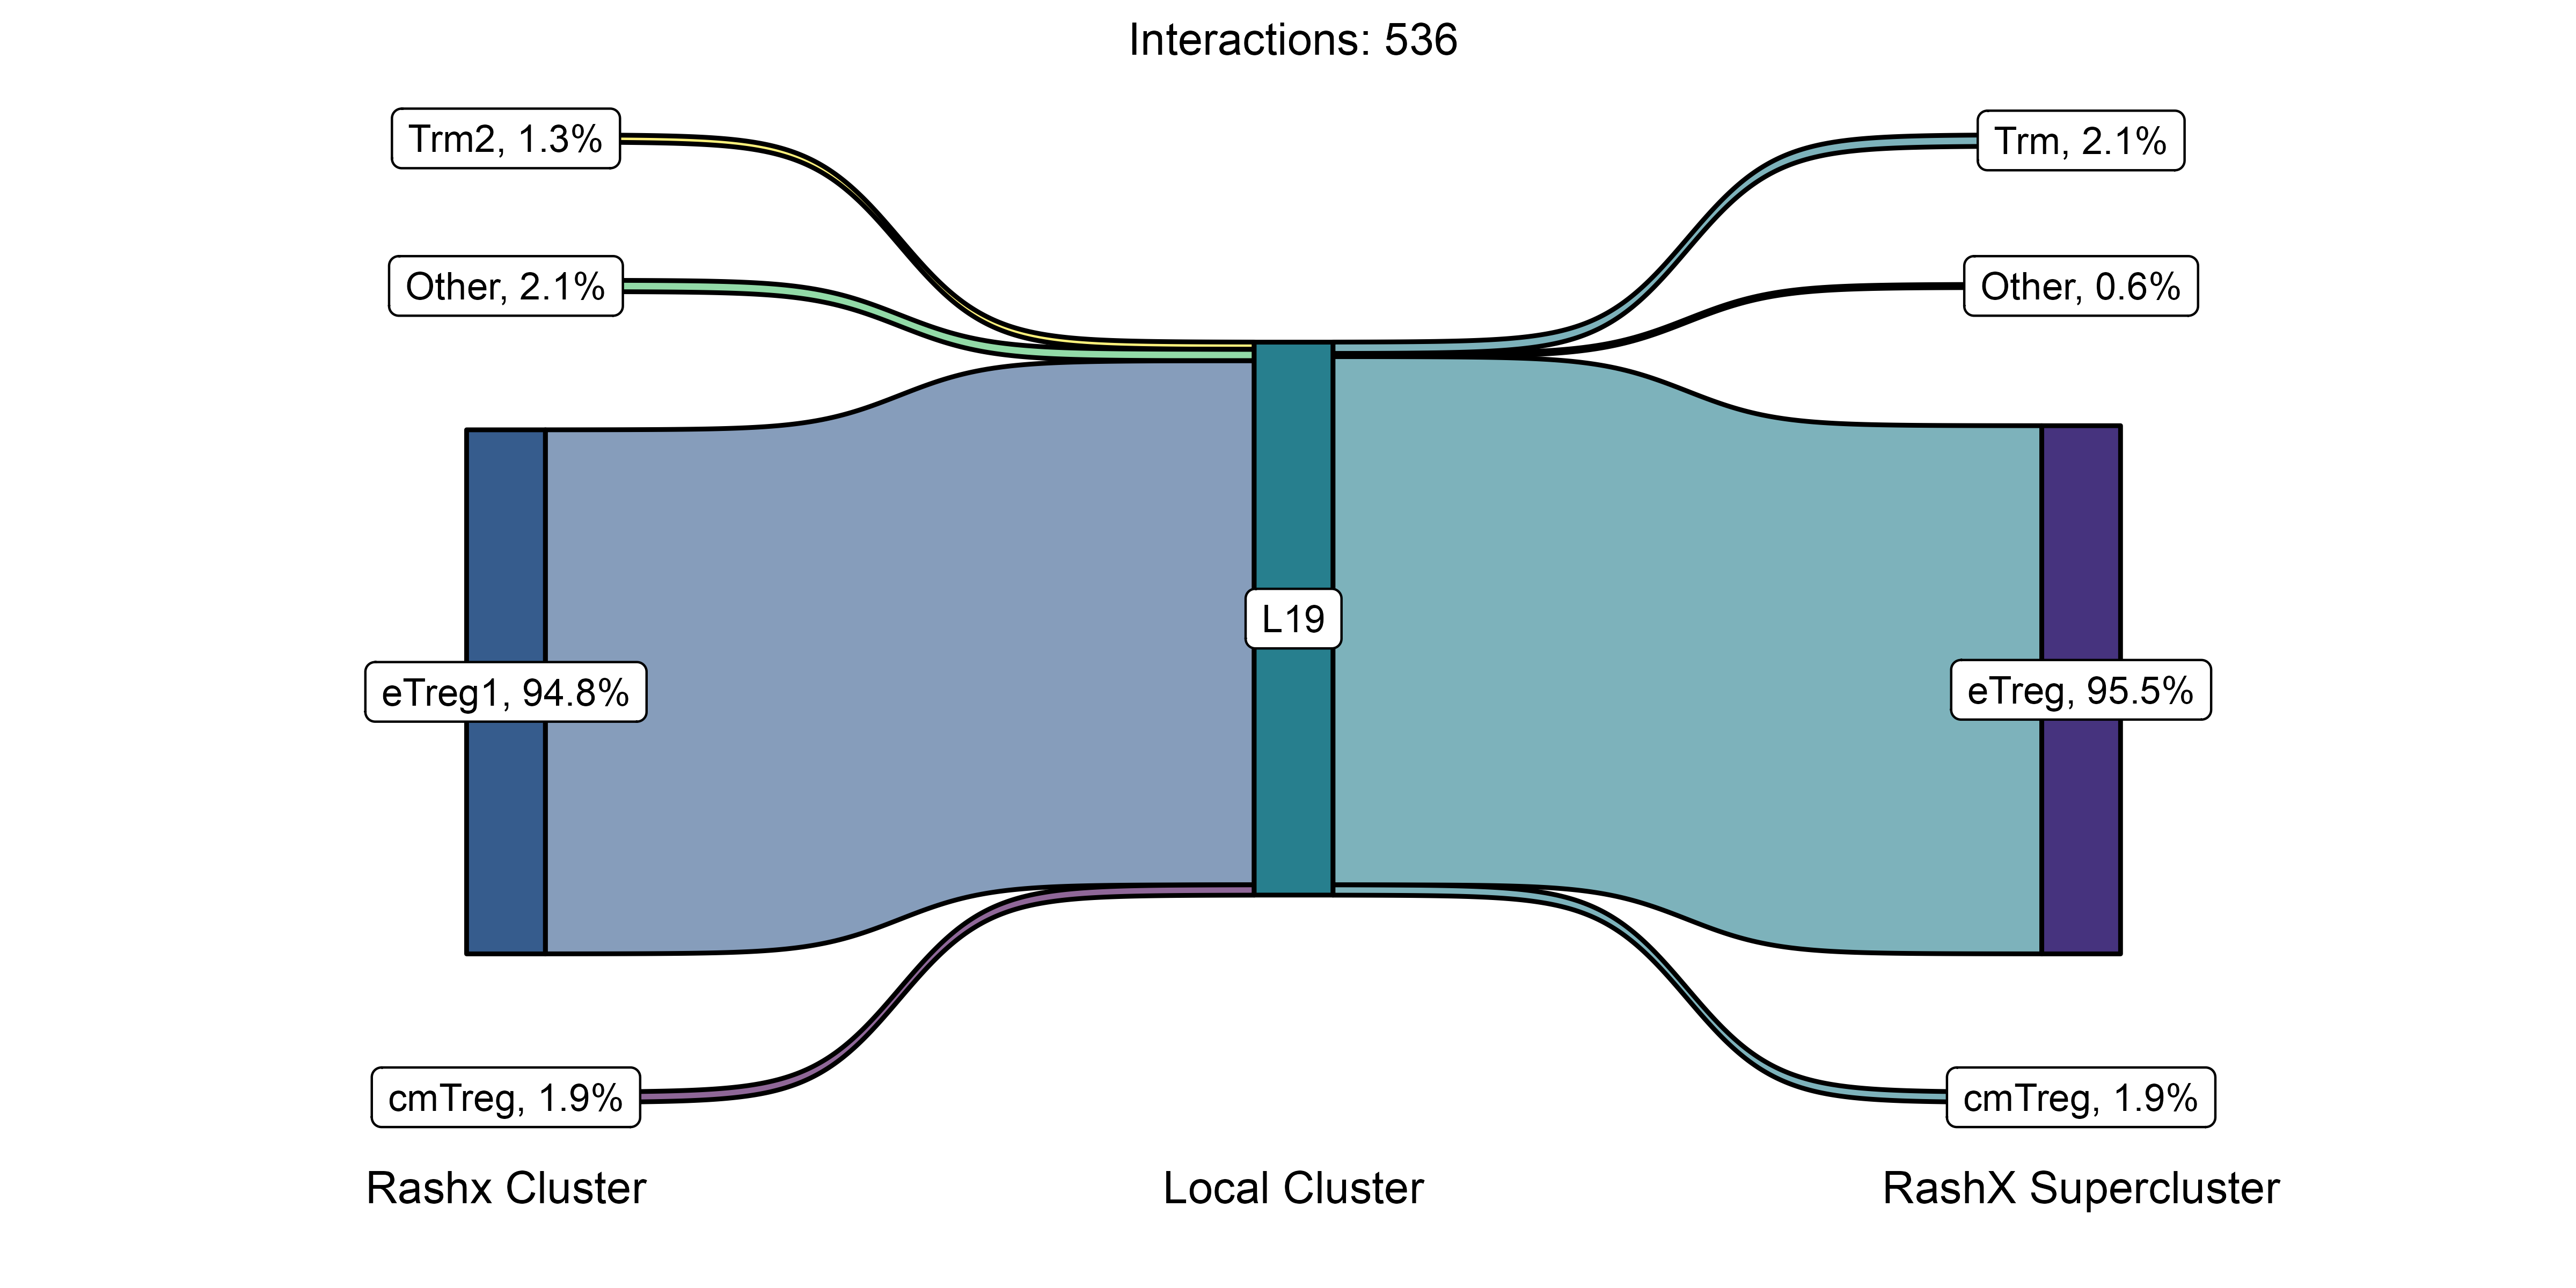 Interactions: 536
Trm2, 1.3%
Trm, 2.1%
Other, 2.1%
Other, 0.6%
L19
eTreg1, 94.8%
eTreg, 95.5%
cmTreg, 1.9%
cmTreg, 1.9%
Rashx Cluster
Local Cluster
RashX Supercluster